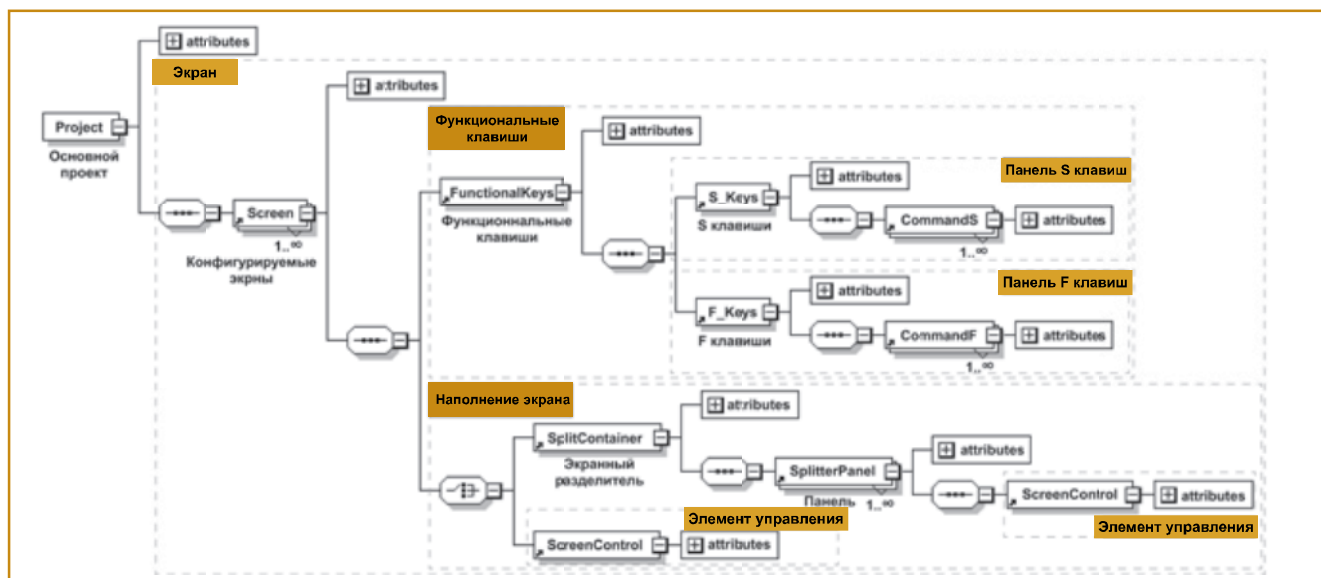 attributes
Экран
attributes
Project
Основной
проект
Функциональные
клавиши
attributes
Панель S клавиш
FunctionalKeys
Функционнальные
клавиши
S_Keys
S клавиши
attributes
CommandS
1..∞
attributes
Screen
1..∞
Конфигурируемые
экрны
Панель F клавиш
F_Keys
F клавиши
attributes
CommandF
1..∞
attributes
Наполнение экрана
attributes
SplitContainer
Экранный
разделитель
SplitterPanel
1..∞
Панель
attributes
ScreenControl
attributes
Элемент управления
Элемент управления
ScreenControl
attributes